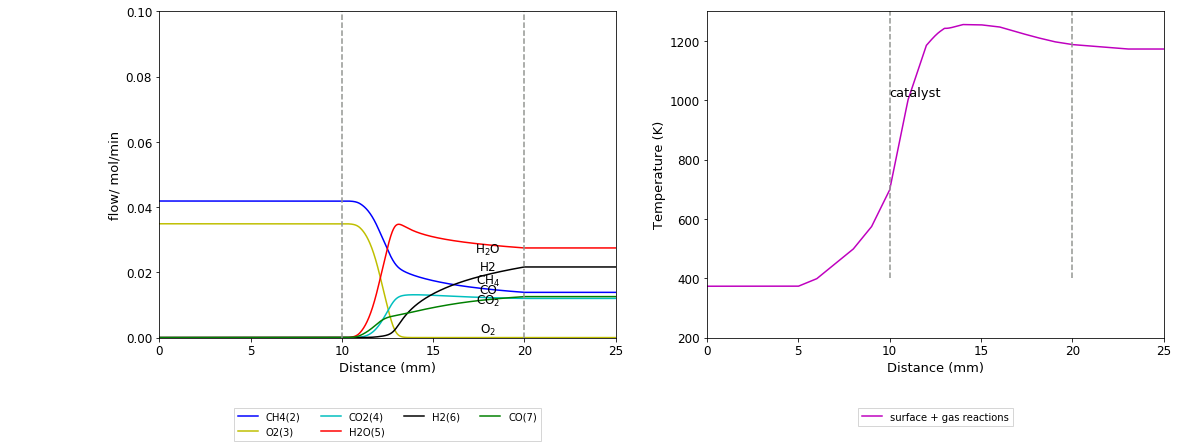 0.10
0.08
0.06
0.04
0.02
0.00
flow/ mol/min
H₂O
H2
CH₄
CO
CO₂
O₂
0 5 10 15 20 25
Distance (mm)
CH4(2) CO2(4) H2(6) CO(7)
O2(3) H2O(5)
1200
1000
800
600
400
200
Temperature (K)
catalyst
0 5 10 15 20 25
Distance (mm)
surface + gas reactions